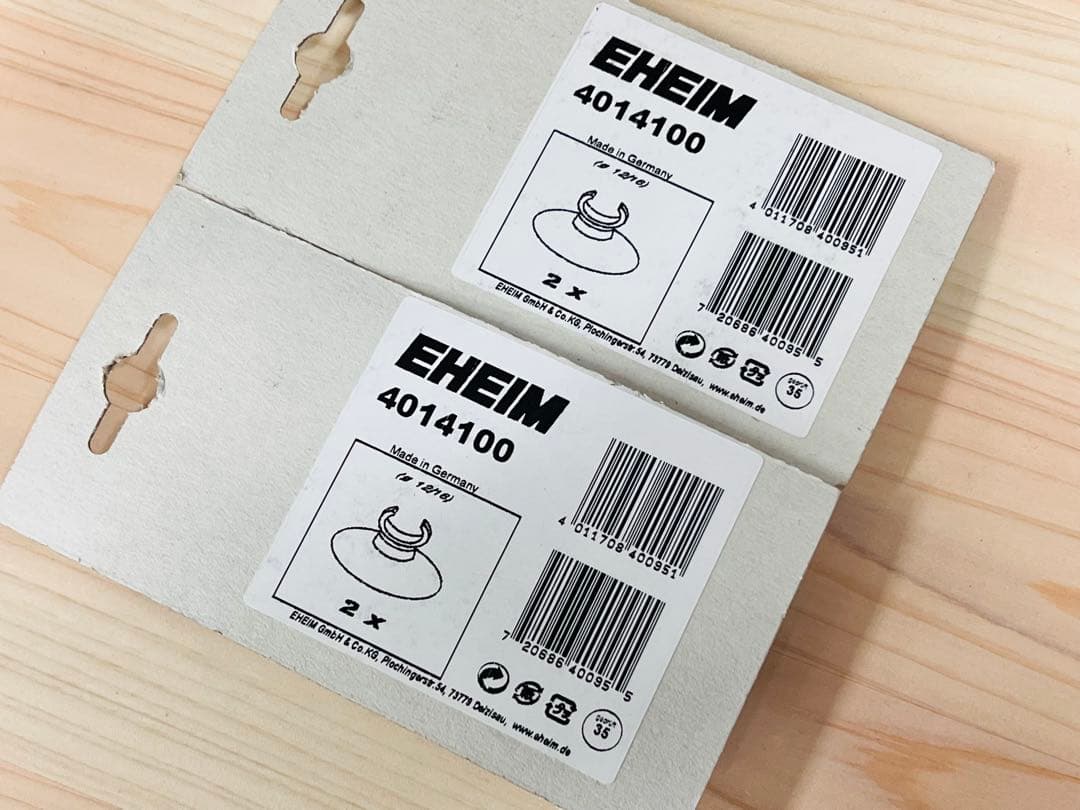 EHEIM
4014100
Made in Germany
(ø 12/16)
2 x
EHEIM GmbH & Co. KG, Plochingerstr. 54, 73779 Deizisau, www.eheim.de
4 011708 400951
7 20686 40095 5
Geprüft
35
EHEIM
4014100
Made in Germany
(ø 12/16)
2 x
EHEIM GmbH & Co. KG, Plochingerstr. 54, 73779 Deizisau, www.eheim.de
4 011708 400951
7 20686 40095 5
Geprüft
35